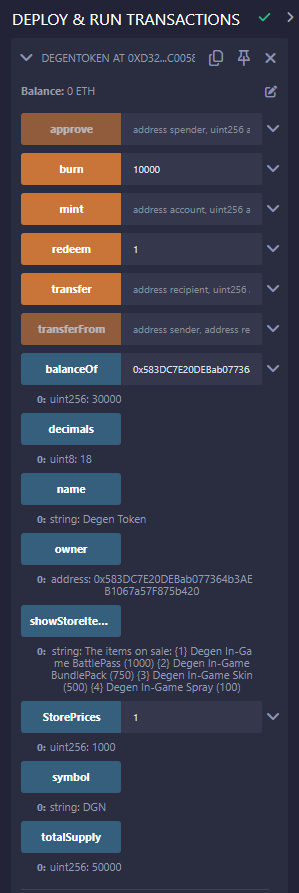 DEPLOY & RUN TRANSACTIONS
DEGENTOKEN AT 0XD32...C0058
Balance: 0 ETH
approve address spender, uint256 a
burn 10000
mint address account, uint256 a
redeem 1
transfer address recipient, uint256
transferFrom address sender, address re
balanceOf 0x583DC7E20DEBab07736
0: uint256: 30000
decimals
0: uint8: 18
name
0: string: Degen Token
owner
0: address: 0x583DC7E20DEBab077364b3AE
B1067a57F875b420
showStoreIte...
0: string: The items on sale: {1} Degen In-Ga
me BattlePass (1000) {2} Degen In-Game
BundlePack (750) {3} Degen In-Game Skin
(500) {4} Degen In-Game Spray (100)
StorePrices 1
0: uint256: 1000
symbol
0: string: DGN
totalSupply
0: uint256: 50000